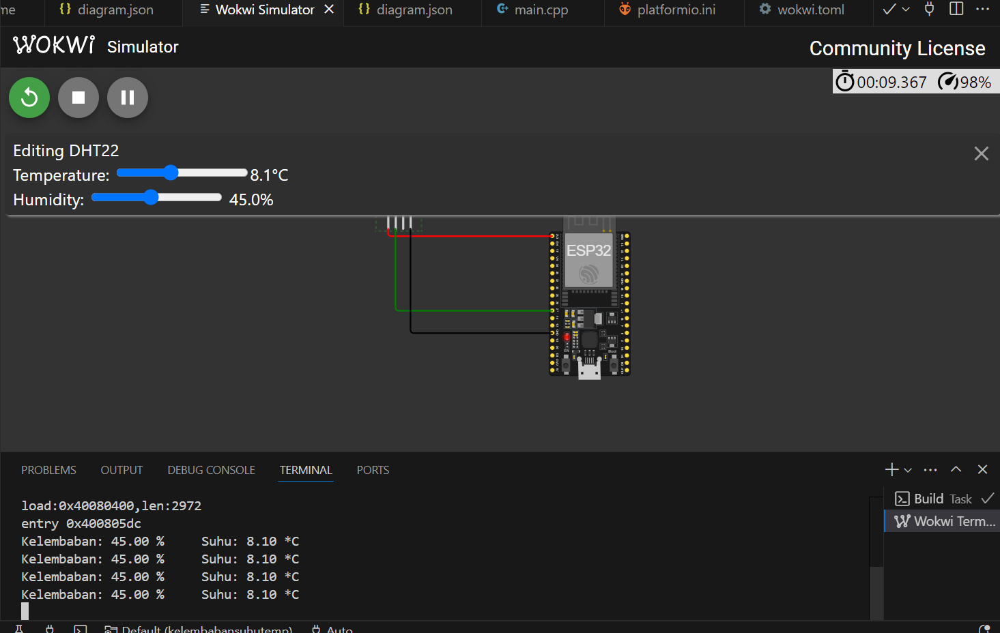 me
diagram.json
Wokwi Simulator
diagram.json
main.cpp
platformio.ini
wokwi.toml
WOKWi Simulator
Community License
00:09.367 98%
Editing DHT22
Temperature: 8.1°C
Humidity: 45.0%
ESP32
EN
Boot
PROBLEMS
OUTPUT
DEBUG CONSOLE
TERMINAL
PORTS
load:0x40080400,len:2972
entry 0x400805dc
Kelembaban: 45.00 % Suhu: 8.10 *C
Kelembaban: 45.00 % Suhu: 8.10 *C
Kelembaban: 45.00 % Suhu: 8.10 *C
Kelembaban: 45.00 % Suhu: 8.10 *C
Build Task
Wokwi Term...
Default (kelembabansuhutemp)
Auto